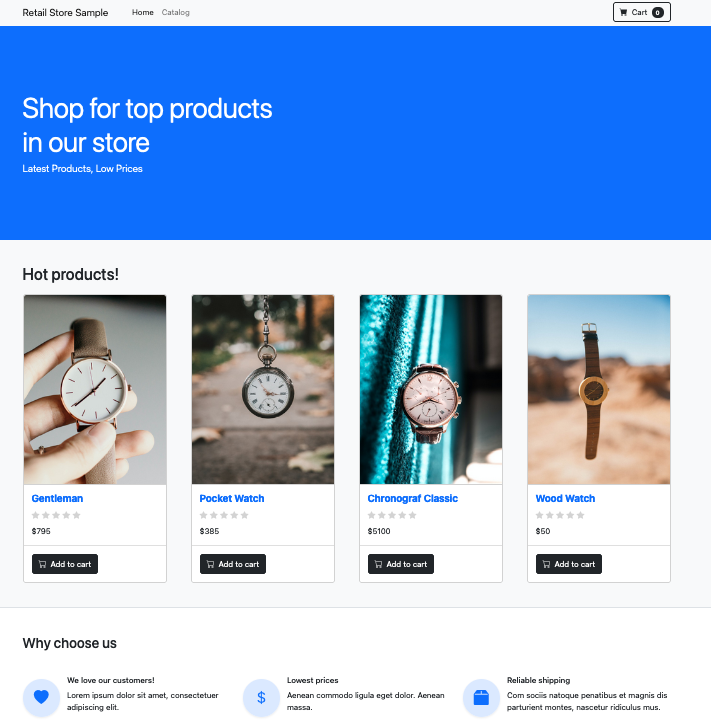 Retail Store Sample Home Catalog Cart 0
Shop for top products
in our store
Latest Products, Low Prices
Hot products!
Gentleman
$795
Add to cart
Pocket Watch
$385
Add to cart
Chronograf Classic
$5100
Add to cart
Wood Watch
$50
Add to cart
Why choose us
We love our customers!
Lorem ipsum dolor sit amet, consectetuer
adipiscing elit.
$
Lowest prices
Aenean commodo ligula eget dolor. Aenean
massa.
Reliable shipping
Com sociis natoque penatibus et magnis dis
parturient montes, nascetur ridiculus mus.